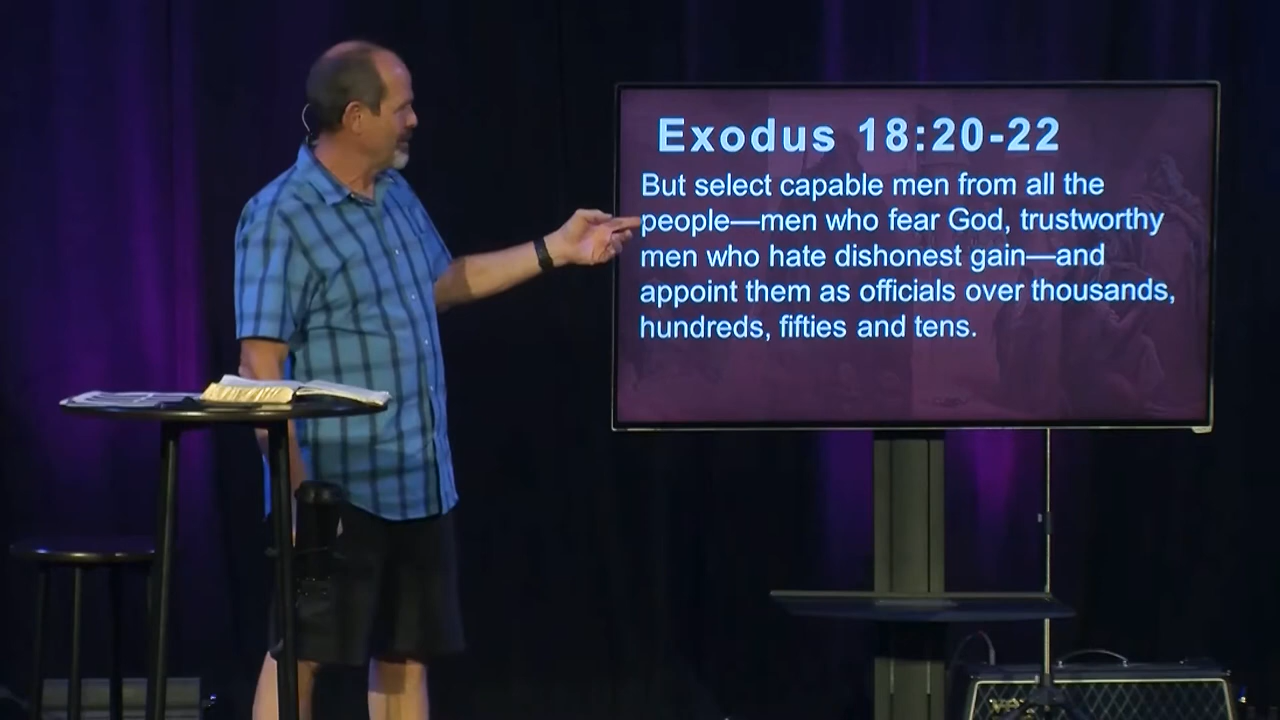 Exodus 18:20-22
But select capable men from all the
people—men who fear God, trustworthy
men who hate dishonest gain—and
appoint them as officials over thousands,
hundreds, fifties and tens.